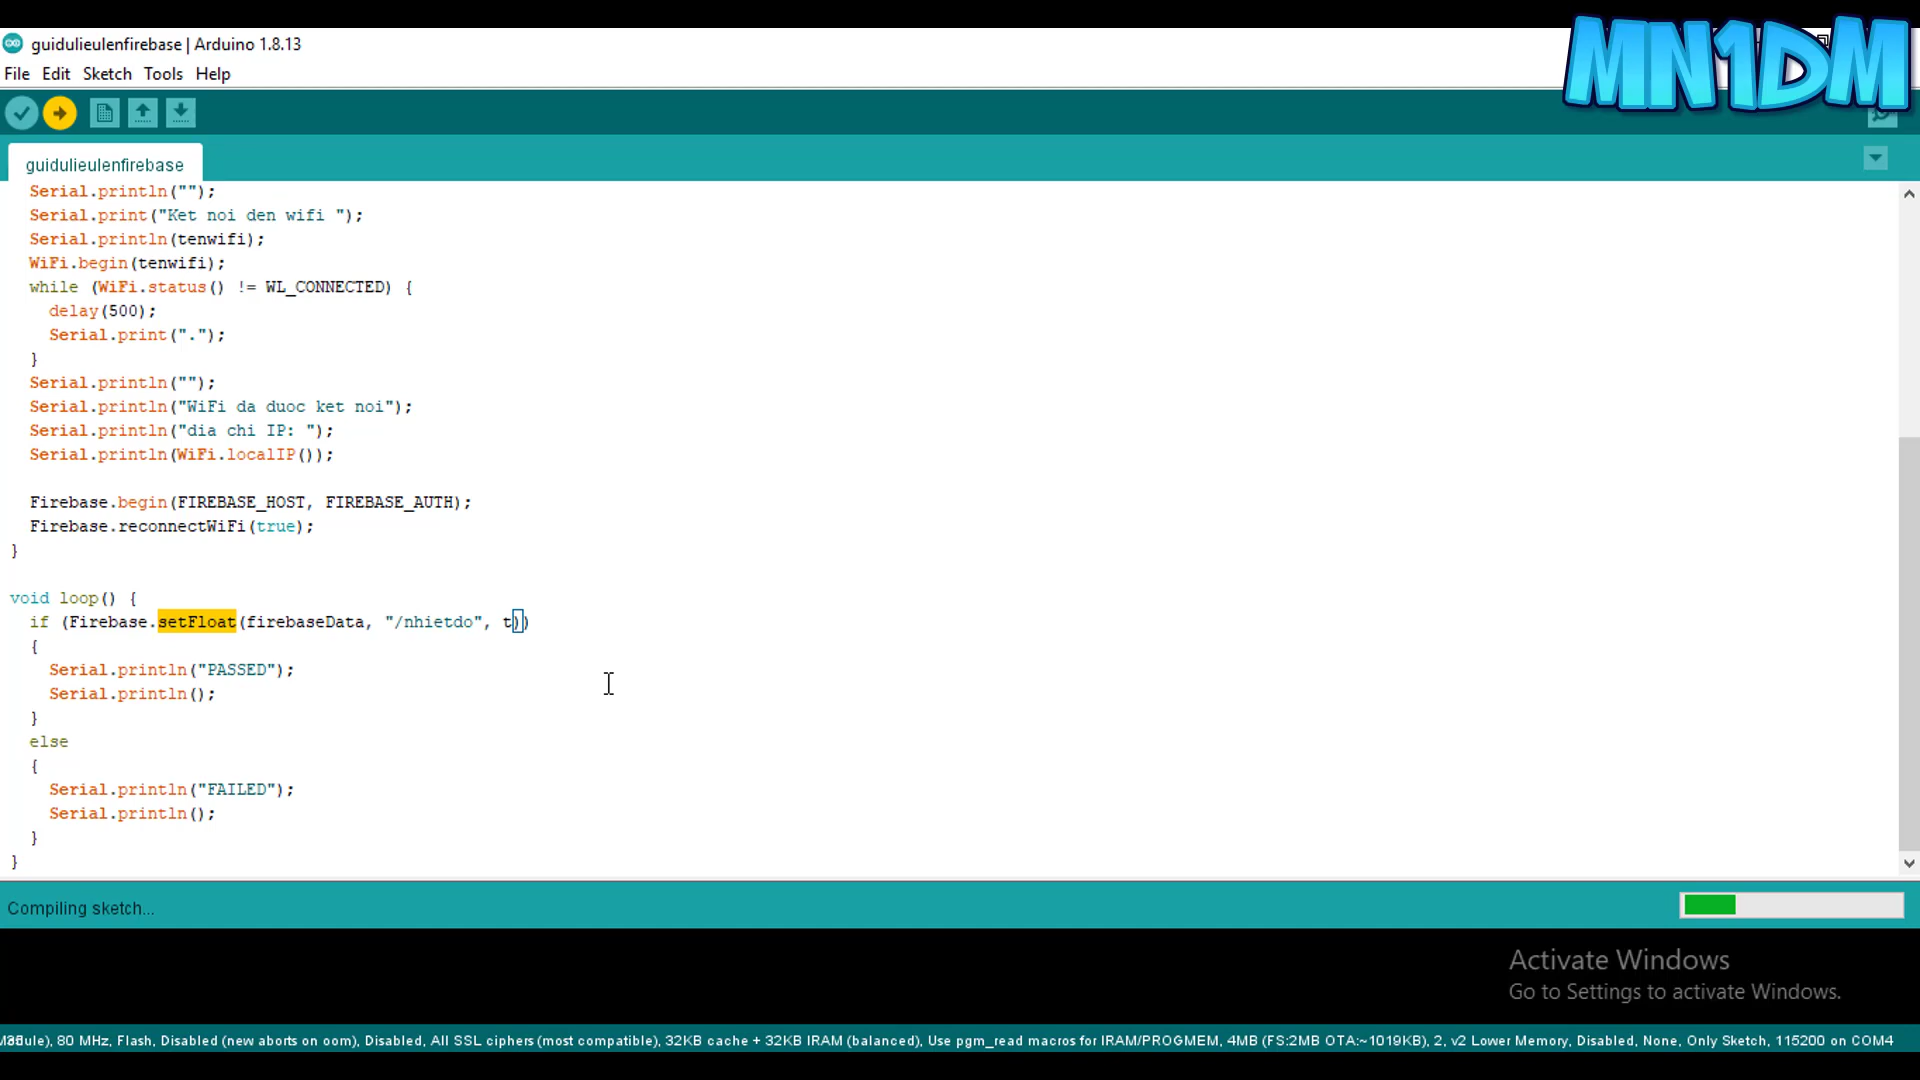 guidulieulenfirebase | Arduino 1.8.13
MN1DM
File Edit Sketch Tools Help
guidulieulenfirebase
Serial.println("");
Serial.print("Ket noi den wifi ");
Serial.println(tenwifi);
WiFi.begin(tenwifi);
while (WiFi.status() != WL_CONNECTED) {
delay(500);
Serial.print(".");
}
Serial.println("");
Serial.println("WiFi da duoc ket noi");
Serial.println("dia chi IP: ");
Serial.println(WiFi.localIP());
Firebase.begin(FIREBASE_HOST, FIREBASE_AUTH);
Firebase.reconnectWiFi(true);
}
void loop() {
if (Firebase.setFloat(firebaseData, "/nhietdo", t))
{
Serial.println("PASSED");
Serial.println();
}
else
{
Serial.println("FAILED");
Serial.println();
}
}
Compiling sketch...
Activate Windows
Go to Settings to activate Windows.
80 MHz, Flash, Disabled (new aborts on oom), Disabled, All SSL ciphers (most compatible), 32KB cache + 32KB IRAM (balanced), Use pgm_read macros for IRAM/PROGMEM, 4MB (FS:2MB OTA:~1019KB), 2, v2 Lower Memory, Disabled, None, Only Sketch, 115200 on COM4